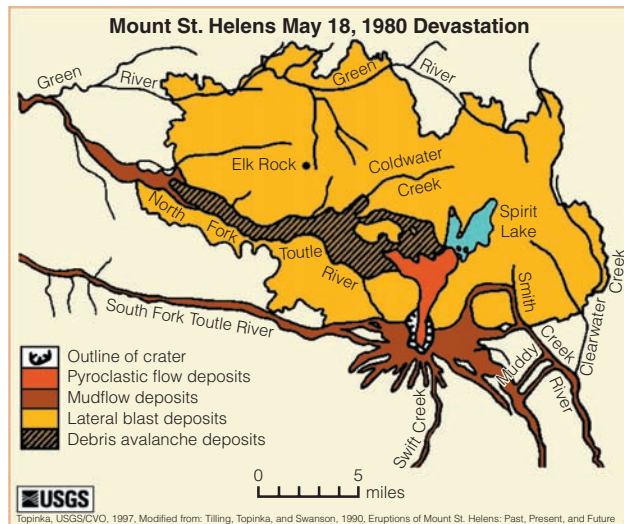 Mount St. Helens May 18, 1980 Devastation
Green
River
Green
River
Elk Rock
Coldwater
Creek
Spirit
Lake
North
Fork
Toutle
River
Smith
Creek
Clearwater Creek
South Fork Toutle River
Muddy
River
Swift Creek
Outline of crater
Pyroclastic flow deposits
Mudflow deposits
Lateral blast deposits
Debris avalanche deposits
0 5
miles
USGS
Topinka, USGS/CVO, 1997, Modified from: Tilling, Topinka, and Swanson, 1990, Eruptions of Mount St. Helens: Past, Present, and Future